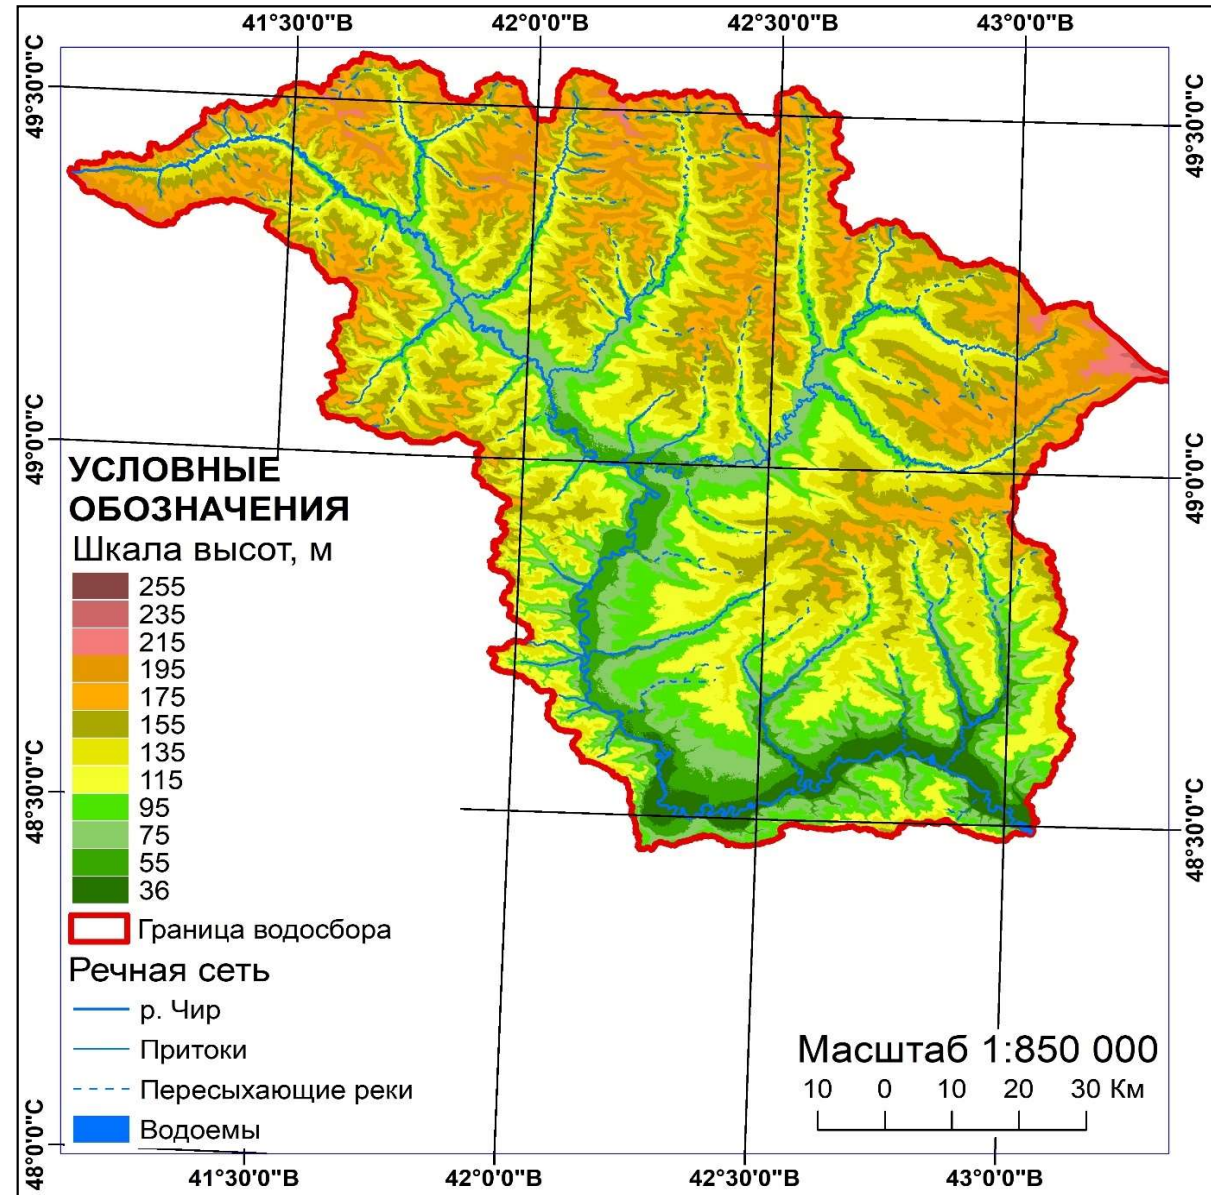 41°30'0"В 42°0'0"В 42°30'0"В 43°0'0"В
49°30'0"С
49°30'0"С
49°0'0"С
49°0'0"С
48°30'0"С
48°30'0"С
48°0'0"С
УСЛОВНЫЕ
ОБОЗНАЧЕНИЯ
Шкала высот, м
255
235
215
195
175
155
135
115
95
75
55
36
Граница водосбора
Речная сеть
р. Чир
Притоки
Пересыхающие реки
Водоемы
Масштаб 1:850 000
10 0 10 20 30 Км
41°30'0"В 42°0'0"В 42°30'0"В 43°0'0"В